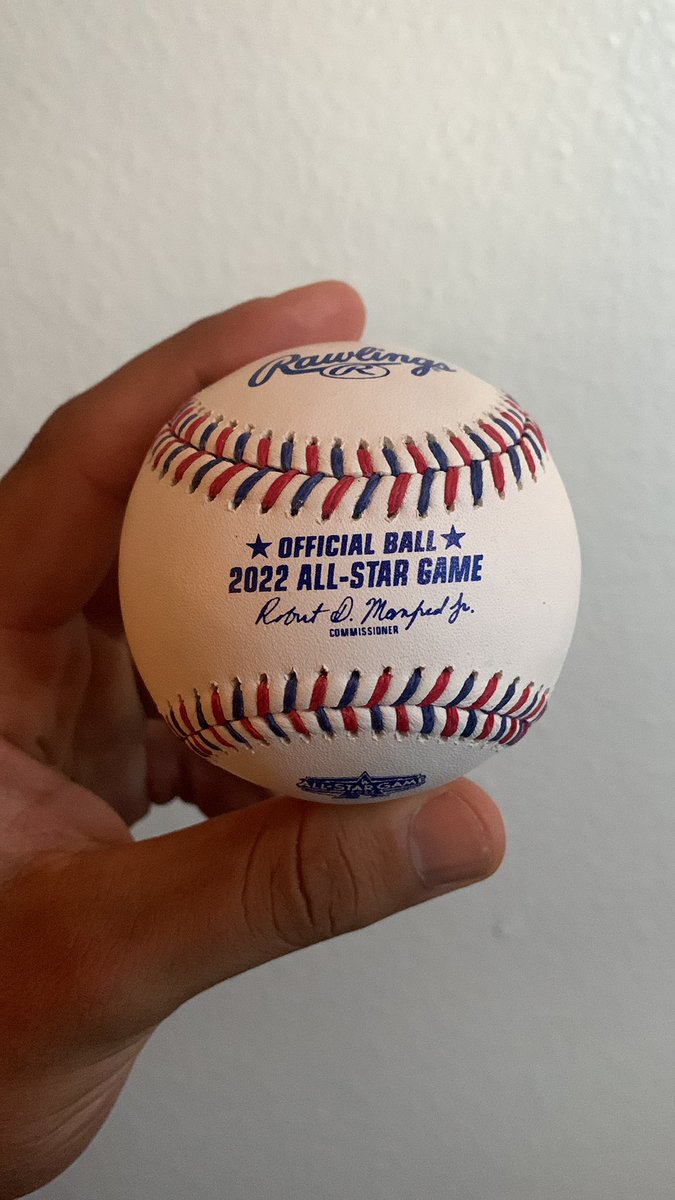 Rawlings
R
★ OFFICIAL BALL ★
2022 ALL-STAR GAME
Robert D. Manfred Jr.
COMMISSIONER
ALL-STAR GAME